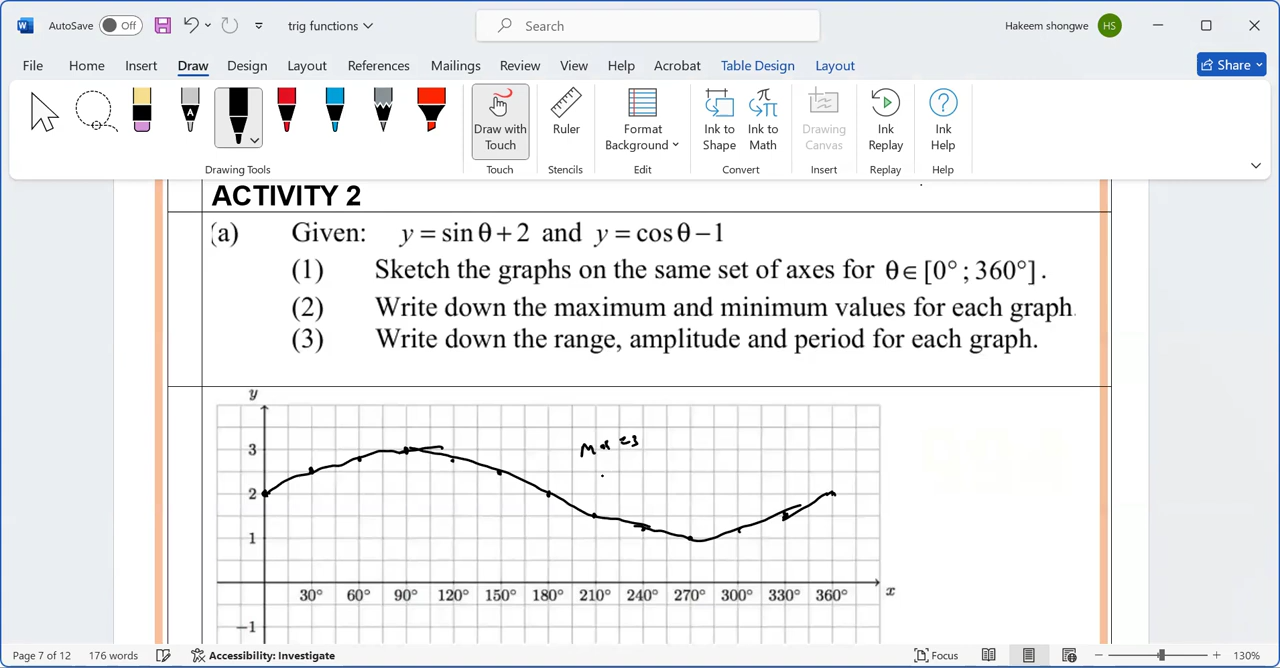 AutoSave Off trig functions Search Hakeem shongwe HS
File Home Insert Draw Design Layout References Mailings Review View Help Acrobat Table Design Layout Share
Draw with Touch Ruler Format Background Ink to Shape Ink to Math Drawing Canvas Ink Replay Ink Help
Drawing Tools Touch Stencils Edit Convert Insert Replay Help
ACTIVITY 2
(a) Given: y = sin θ + 2 and y = cos θ − 1
(1) Sketch the graphs on the same set of axes for θ ∈ [0° ; 360°].
(2) Write down the maximum and minimum values for each graph.
(3) Write down the range, amplitude and period for each graph.
y
3
2
1
30° 60° 90° 120° 150° 180° 210° 240° 270° 300° 330° 360° x
−1
Page 7 of 12 176 words Accessibility: Investigate Focus 130%